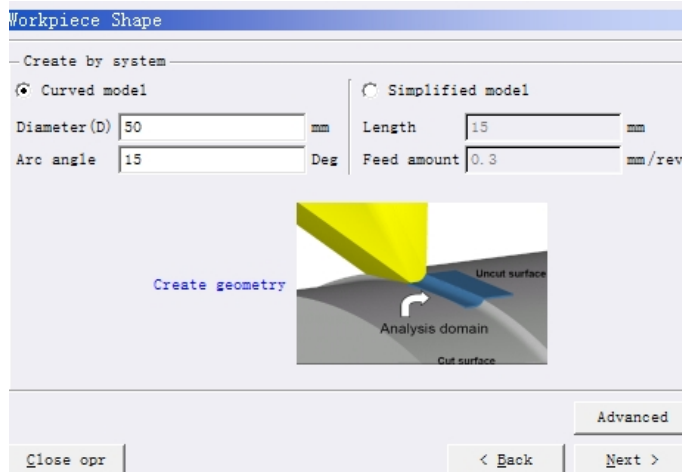 Workpiece Shape
Create by system
Curved model
Simplified model
Diameter(D) 50 mm
Length 15 mm
Arc angle 15 Deg
Feed amount 0.3 mm/rev
Create geometry
Uncut surface
Analysis domain
Cut surface
Advanced
Close opr
< Back
Next >